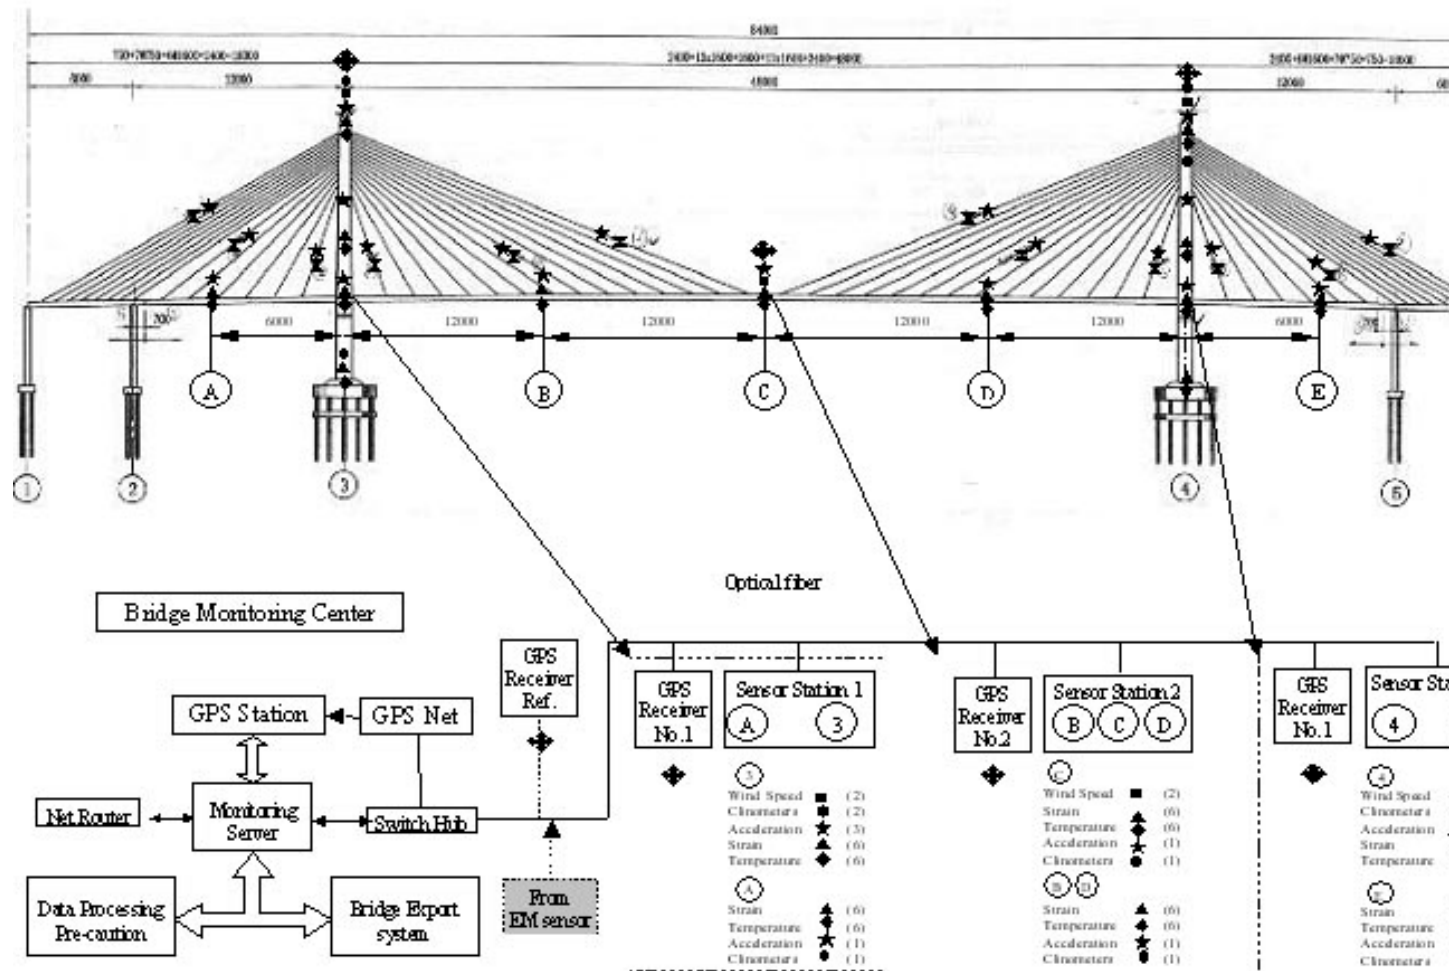 84000
48000
12000
12000
6000
12000
12000
12000
12000
6000
A
B
C
D
E
1
2
3
4
5
Optical fiber
Bridge Monitoring Center
GPS
Receiver
Ref.
GPS Station
GPS Net
Net Router
Monitoring
Server
Switch Hub
Data Processing
Pre-caution
Bridge Export
system
From
EM sensor
GPS
Receiver
No.1
Sensor Station 1
A 3
3
Wind Speed (2)
Clinometers (2)
Acceleration (3)
Strain (6)
Temperature (6)
A
Strain (6)
Temperature (6)
Acceleration (1)
Clinometers (1)
GPS
Receiver
No.2
Sensor Station 2
B C D
C
Wind Speed (2)
Strain (6)
Temperature (6)
Acceleration (1)
Clinometers (1)
B D
Strain (6)
Temperature (6)
Acceleration (1)
Clinometers (1)
GPS
Receiver
No.1
Sensor Sta
4
4
Wind Speed
Clinometers
Acceleration
Strain
Temperature
E
Strain
Temperature
Acceleration
Clinometers